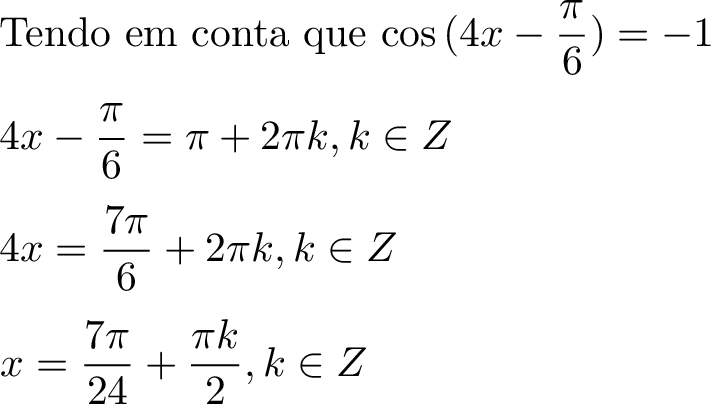 Tendo em conta que cos (4x − π/6) = −1
4x − π/6 = π + 2πk, k ∈ Z
4x = 7π/6 + 2πk, k ∈ Z
x = 7π/24 + πk/2, k ∈ Z